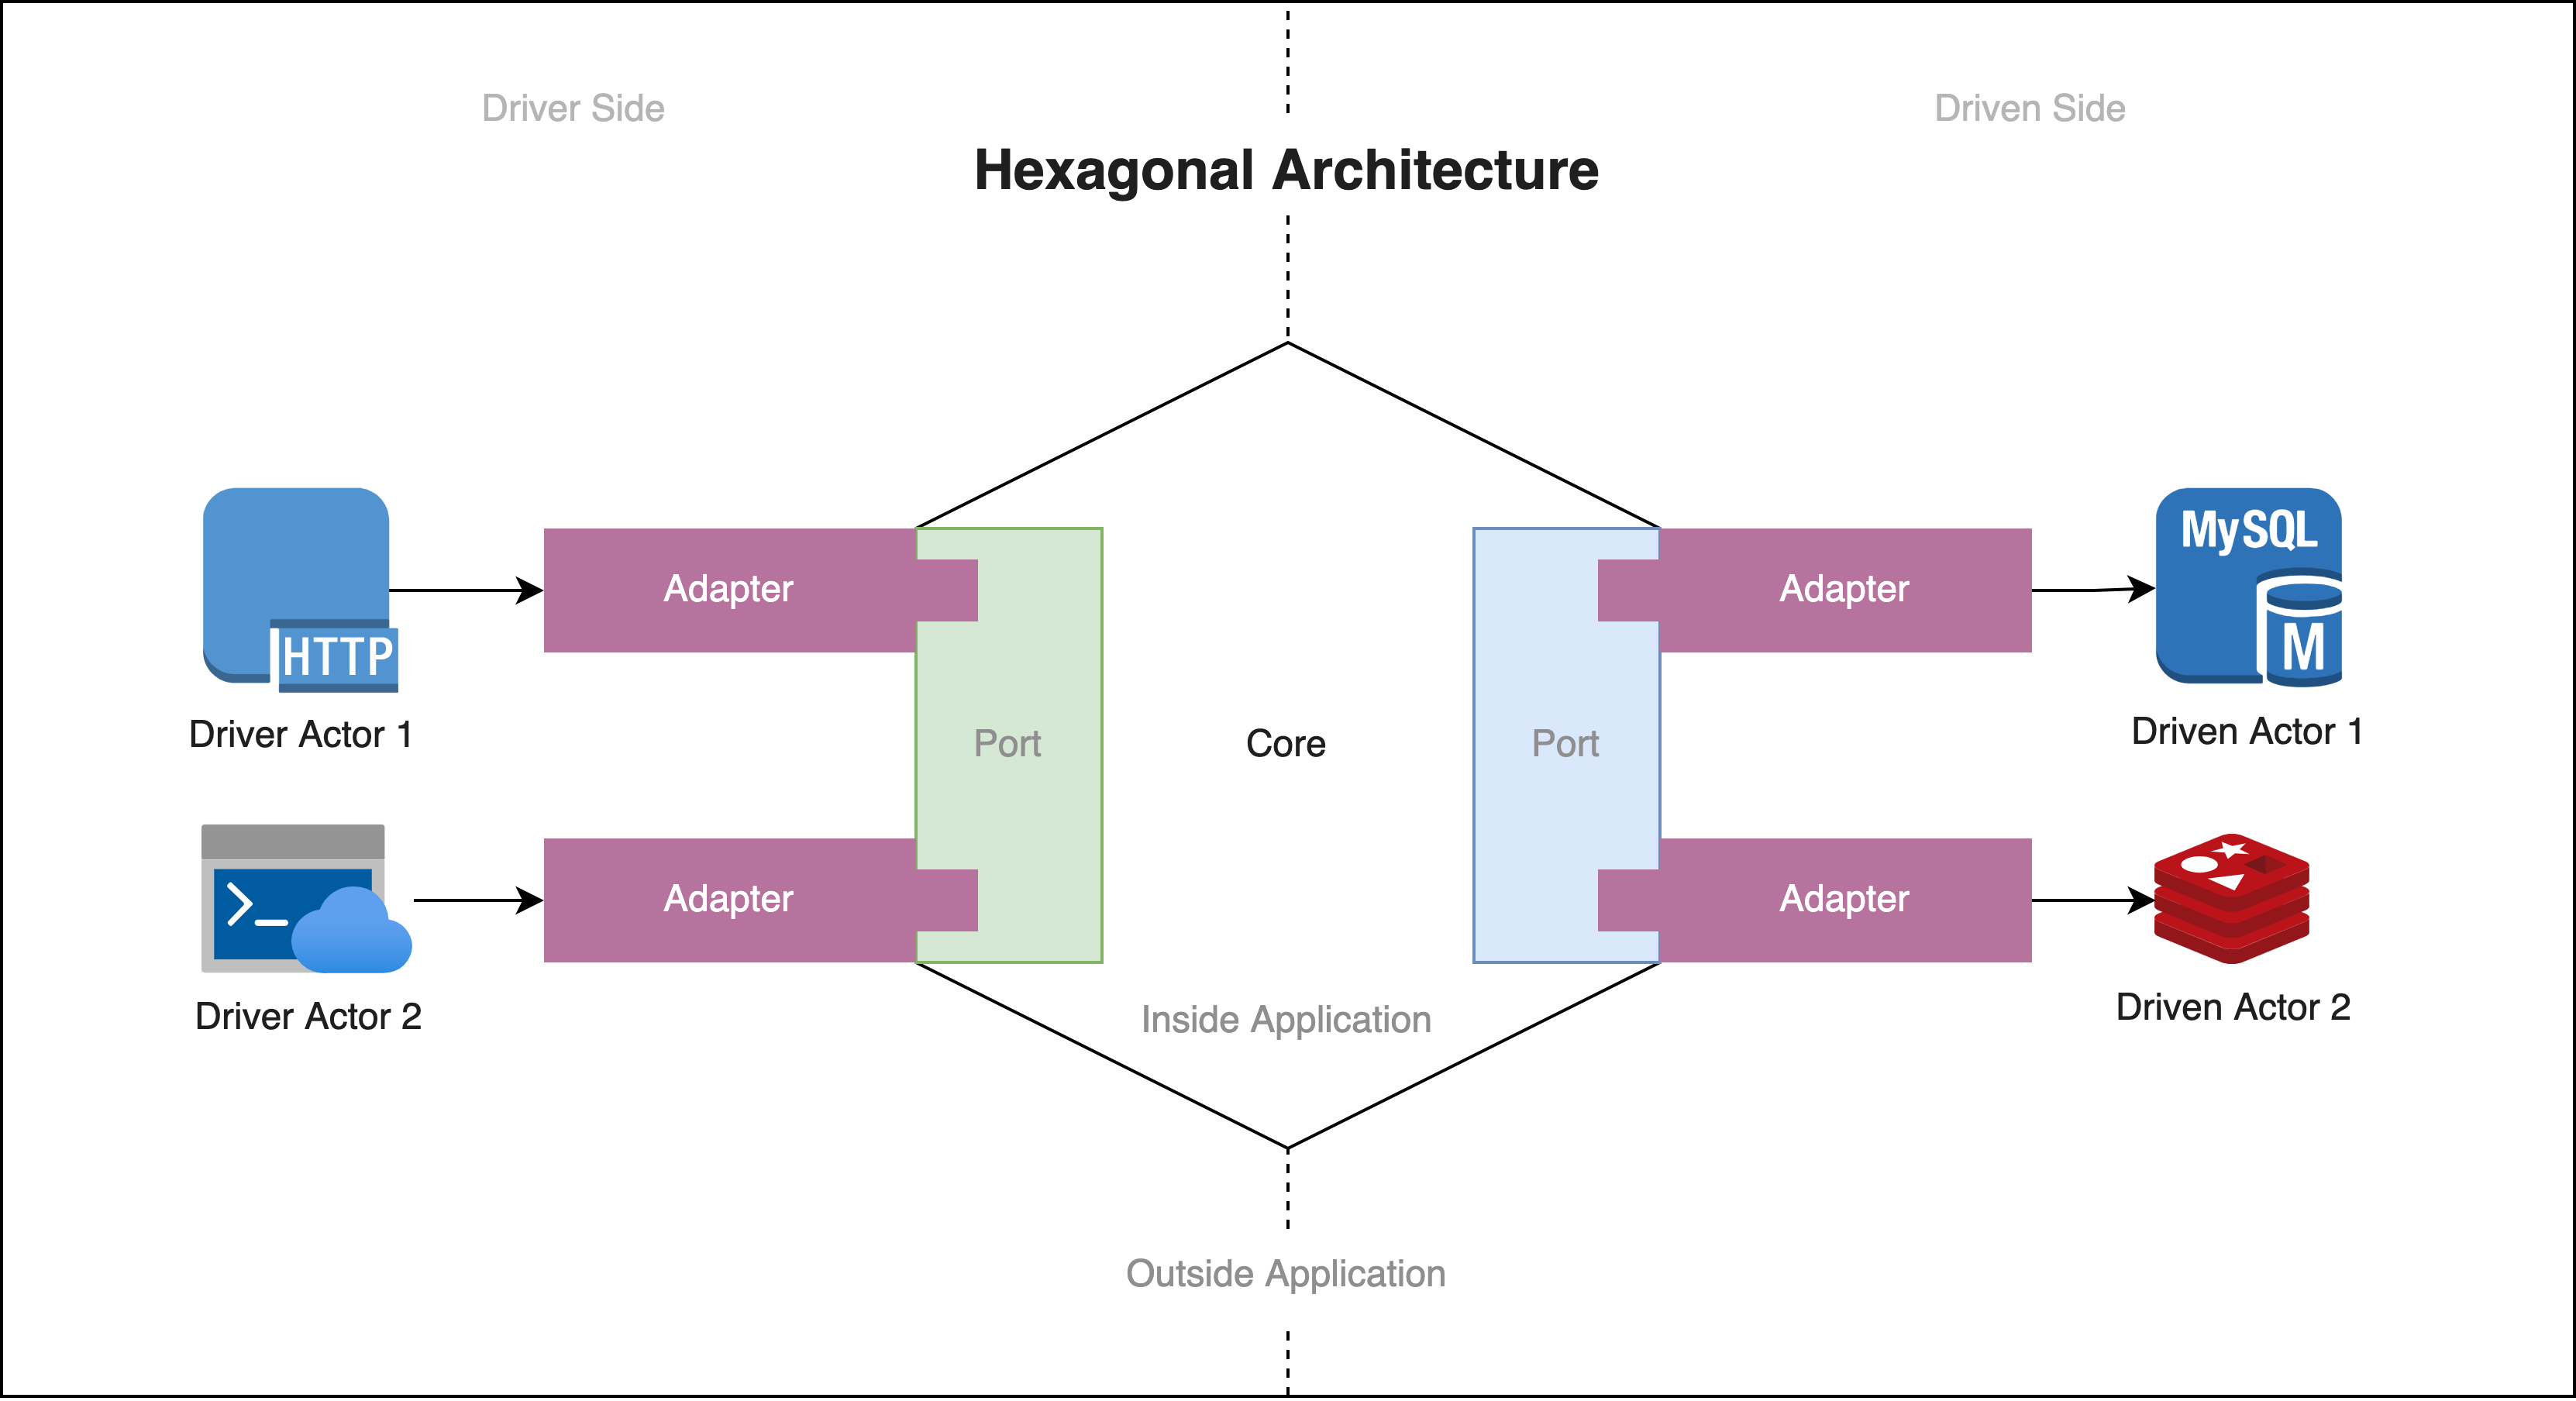 Driver Side
Driven Side
Hexagonal Architecture
HTTP
Driver Actor 1
Adapter
Adapter
MySQL
M
Driven Actor 1
Port
Core
Port
>_
Driver Actor 2
Adapter
Adapter
Driven Actor 2
Inside Application
Outside Application